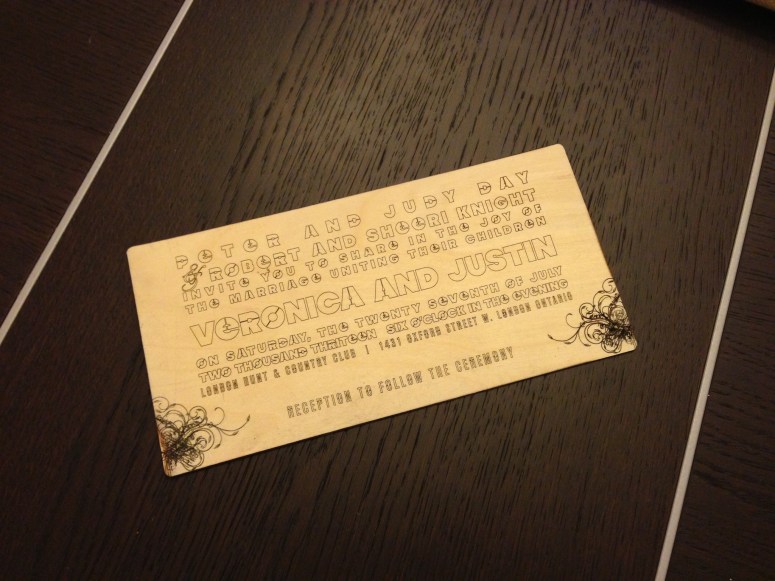 PETER AND JUDY DAY
& ROBERT AND SHEERI KNIGHT
INVITE YOU TO SHARE IN THE JOY OF
THE MARRIAGE UNITING THEIR CHILDREN
VERONICA AND JUSTIN
ON SATURDAY, THE TWENTY SEVENTH OF JULY
TWO THOUSAND THIRTEEN SIX O'CLOCK IN THE EVENING
LONDON HUNT & COUNTRY CLUB | 1431 OXFORD STREET W. LONDON ONTARIO
RECEPTION TO FOLLOW THE CEREMONY